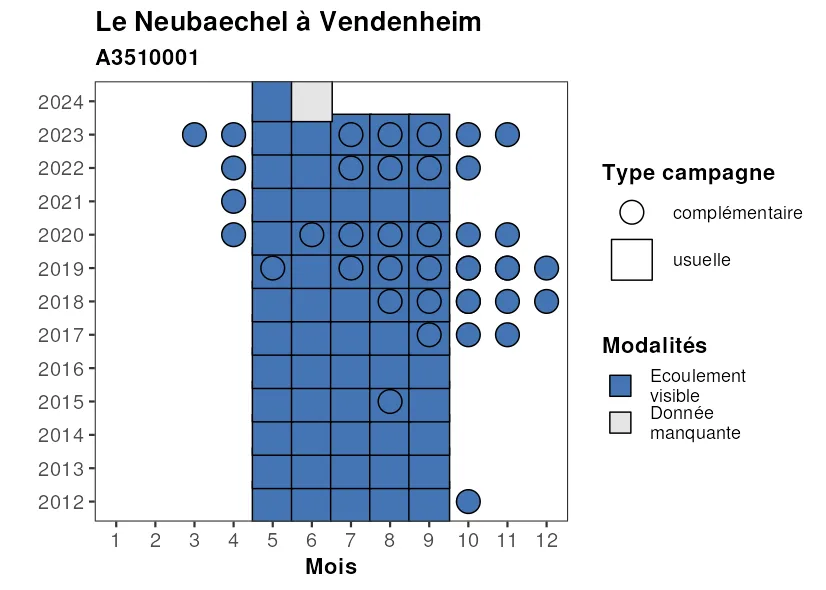 Le Neubaechel à Vendenheim
A3510001
2024
2023
2022
2021
2020
2019
2018
2017
2016
2015
2014
2013
2012
1 2 3 4 5 6 7 8 9 10 11 12
Mois
Type campagne
complémentaire
usuelle
Modalités
Ecoulement
visible
Donnée
manquante